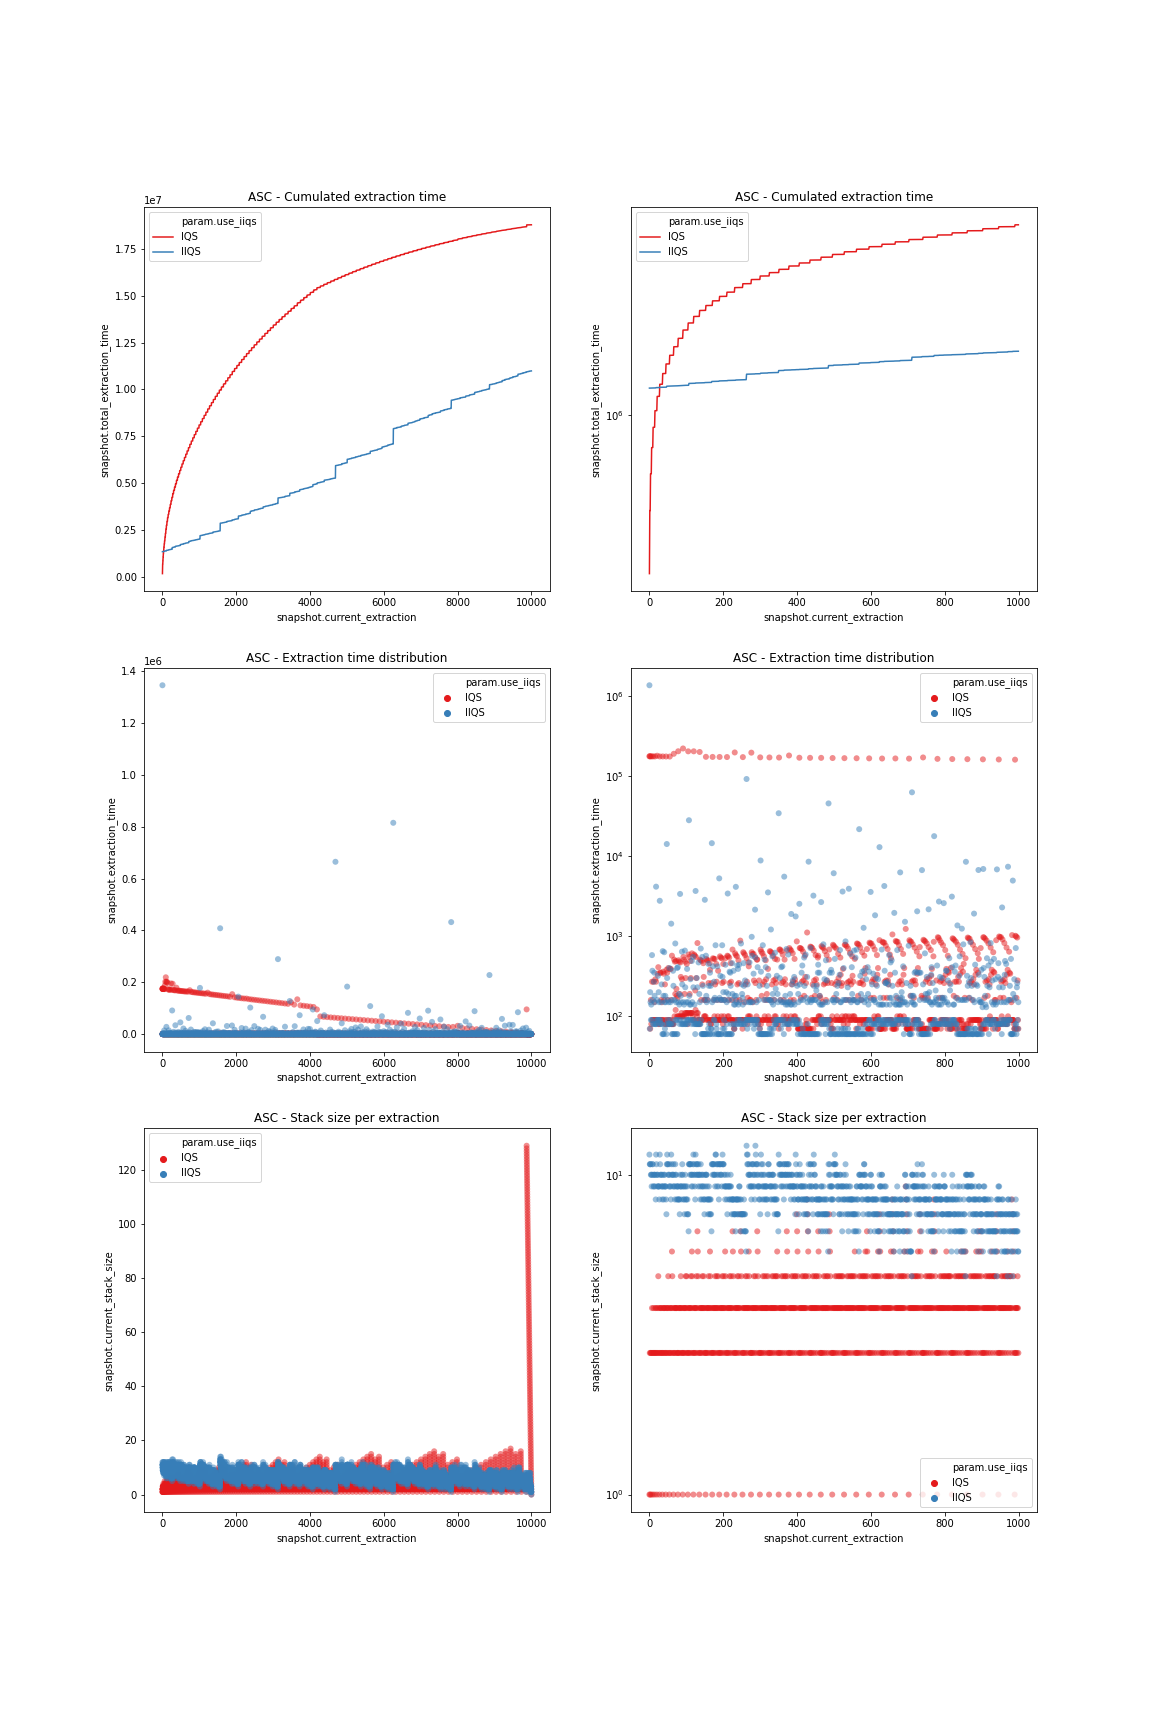 ASC - Cumulated extraction time
1e7
param.use_iiqs
IQS
IIQS
1.75
1.50
1.25
1.00
0.75
0.50
0.25
0.00
snapshot.total_extraction_time
0 2000 4000 6000 8000 10000
snapshot.current_extraction
ASC - Cumulated extraction time
param.use_iiqs
IQS
IIQS
10^6
snapshot.total_extraction_time
0 200 400 600 800 1000
snapshot.current_extraction
ASC - Extraction time distribution
1e6
param.use_iiqs
IQS
IIQS
1.4
1.2
1.0
0.8
0.6
0.4
0.2
0.0
snapshot.extraction_time
0 2000 4000 6000 8000 10000
snapshot.current_extraction
ASC - Extraction time distribution
param.use_iiqs
IQS
IIQS
10^6
10^5
10^4
10^3
10^2
snapshot.extraction_time
0 200 400 600 800 1000
snapshot.current_extraction
ASC - Stack size per extraction
param.use_iiqs
IQS
IIQS
120
100
80
60
40
20
0
snapshot.current_stack_size
0 2000 4000 6000 8000 10000
snapshot.current_extraction
ASC - Stack size per extraction
10^1
10^0
snapshot.current_stack_size
param.use_iiqs
IQS
IIQS
0 200 400 600 800 1000
snapshot.current_extraction